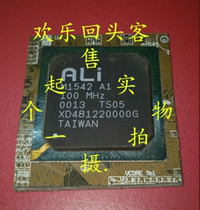 欢乐回头客
售
个起实物
一拍
摄.
ALi
M1542 A1
100 MHz
0013 TS05
XD481220000G
TAIWAN